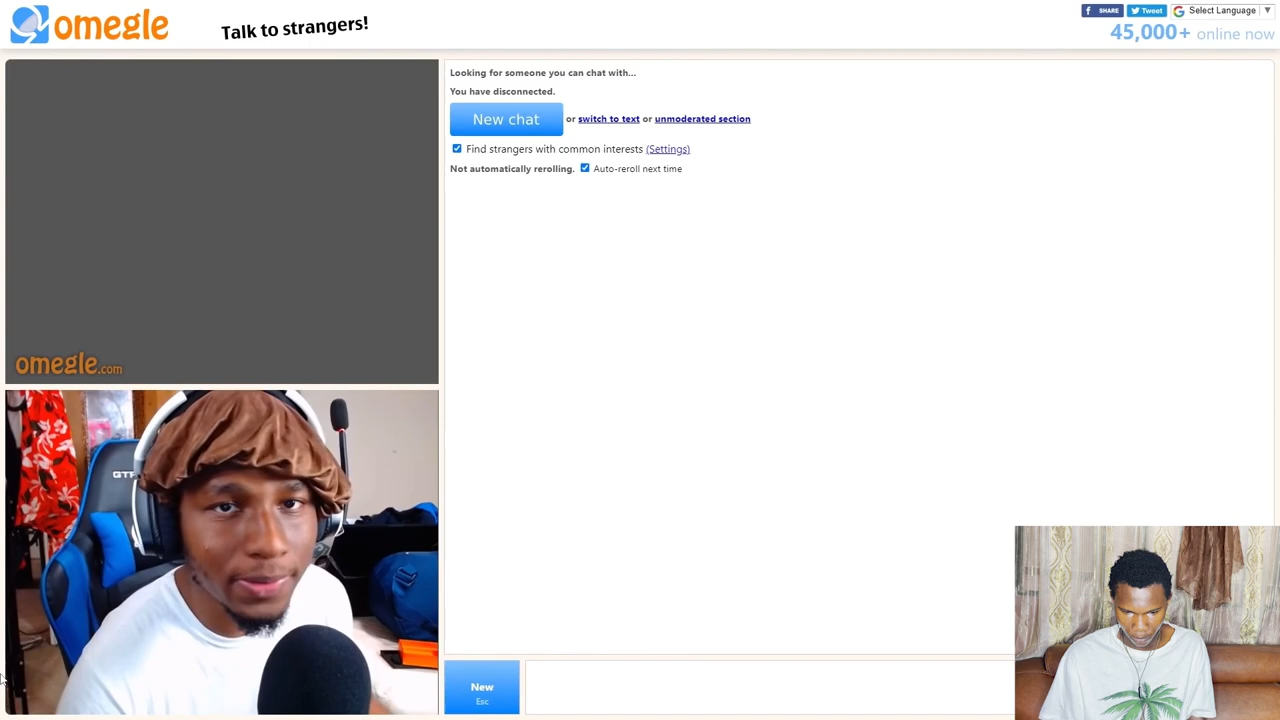 omegle
Talk to strangers!
SHARE Tweet Select Language ▼
45,000+ online now
Looking for someone you can chat with...
You have disconnected.
New chat or switch to text or unmoderated section
Find strangers with common interests (Settings)
Not automatically rerolling. Auto-reroll next time
omegle.com
GTR
New
Esc